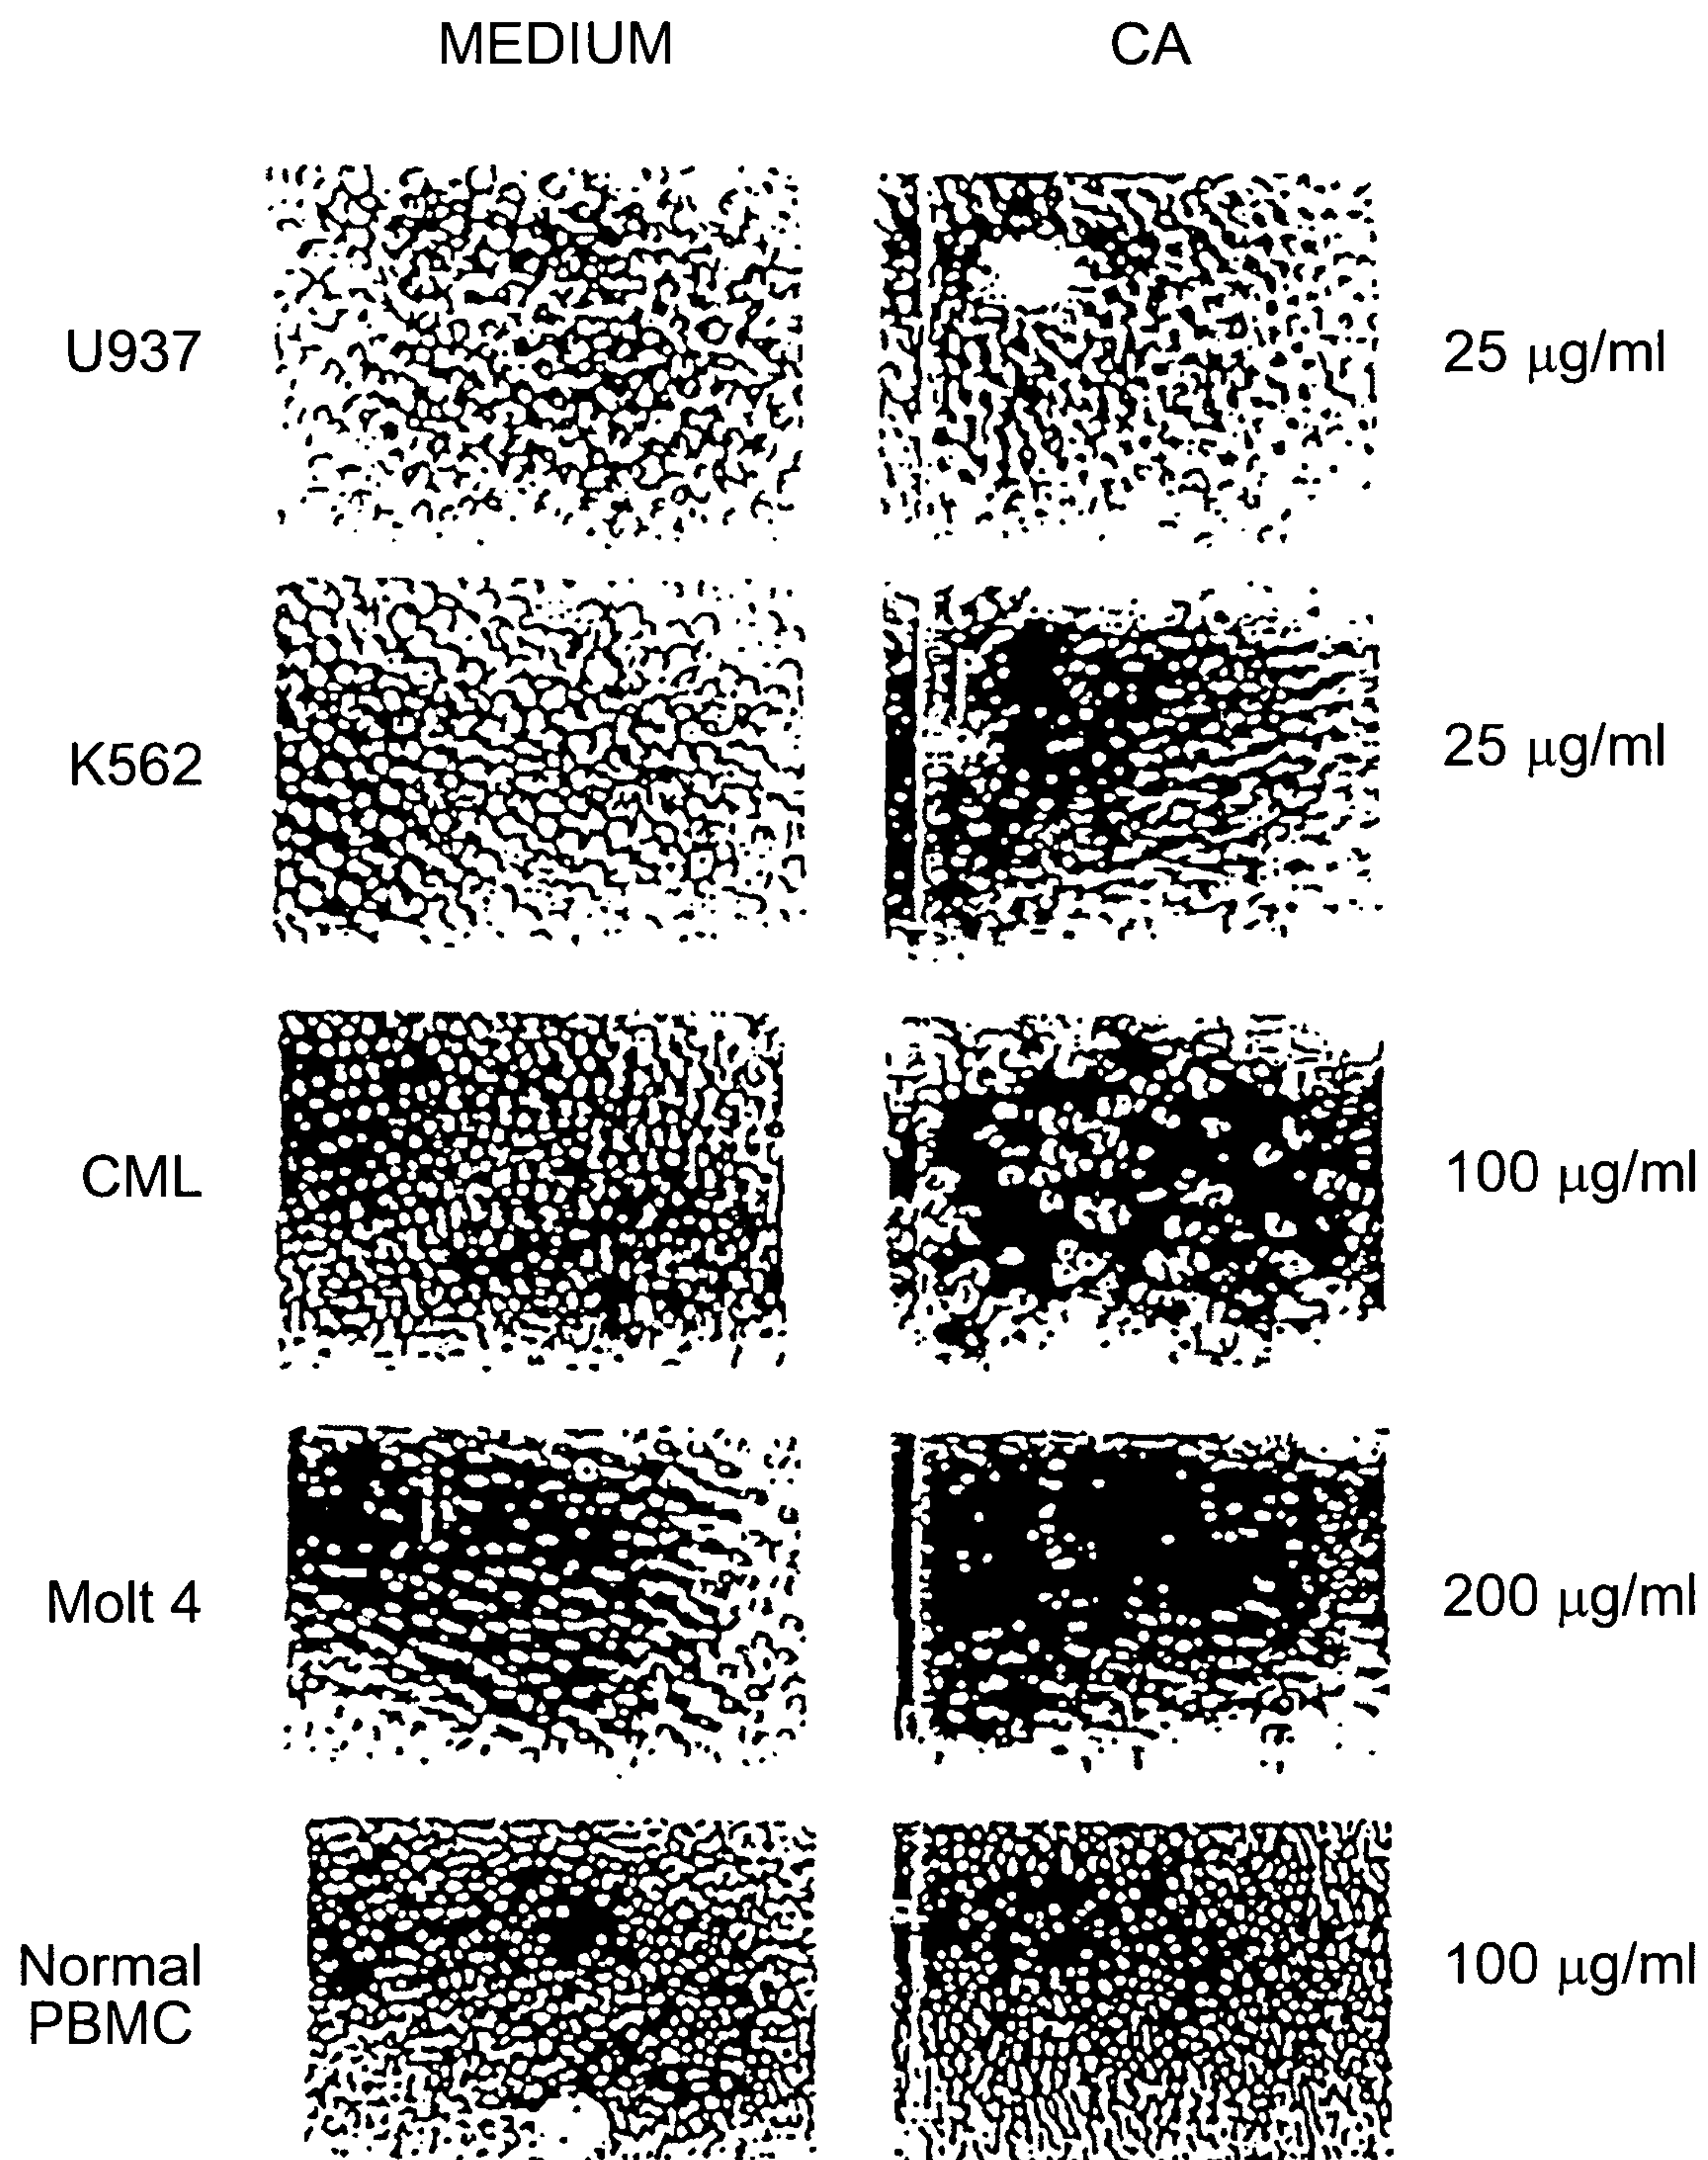 MEDIUM CA
U937 25 μg/ml
K562 25 μg/ml
CML 100 μg/ml
Molt 4 200 μg/ml
Normal
PBMC 100 μg/ml